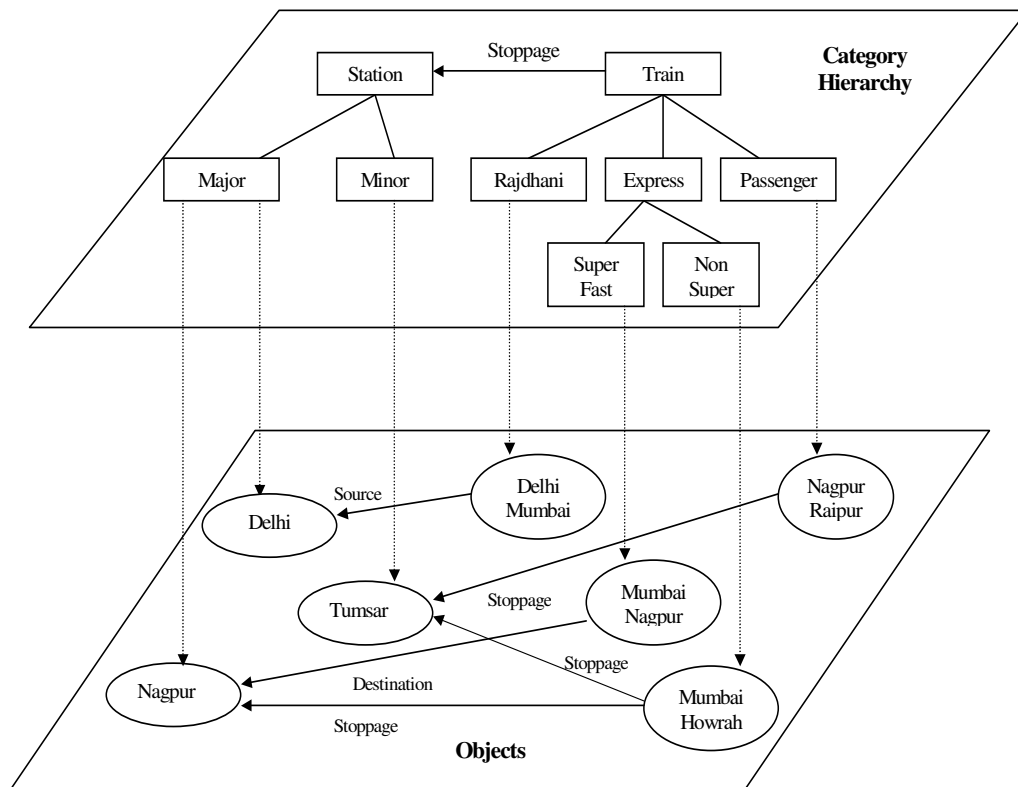 Stoppage
Category
Hierarchy
Station
Train
Major
Minor
Rajdhani
Express
Passenger
Super
Fast
Non
Super
Delhi
Mumbai
Nagpur
Raipur
Source
Delhi
Tumsar
Stoppage
Mumbai
Nagpur
Stoppage
Nagpur
Destination
Mumbai
Howrah
Stoppage
Objects